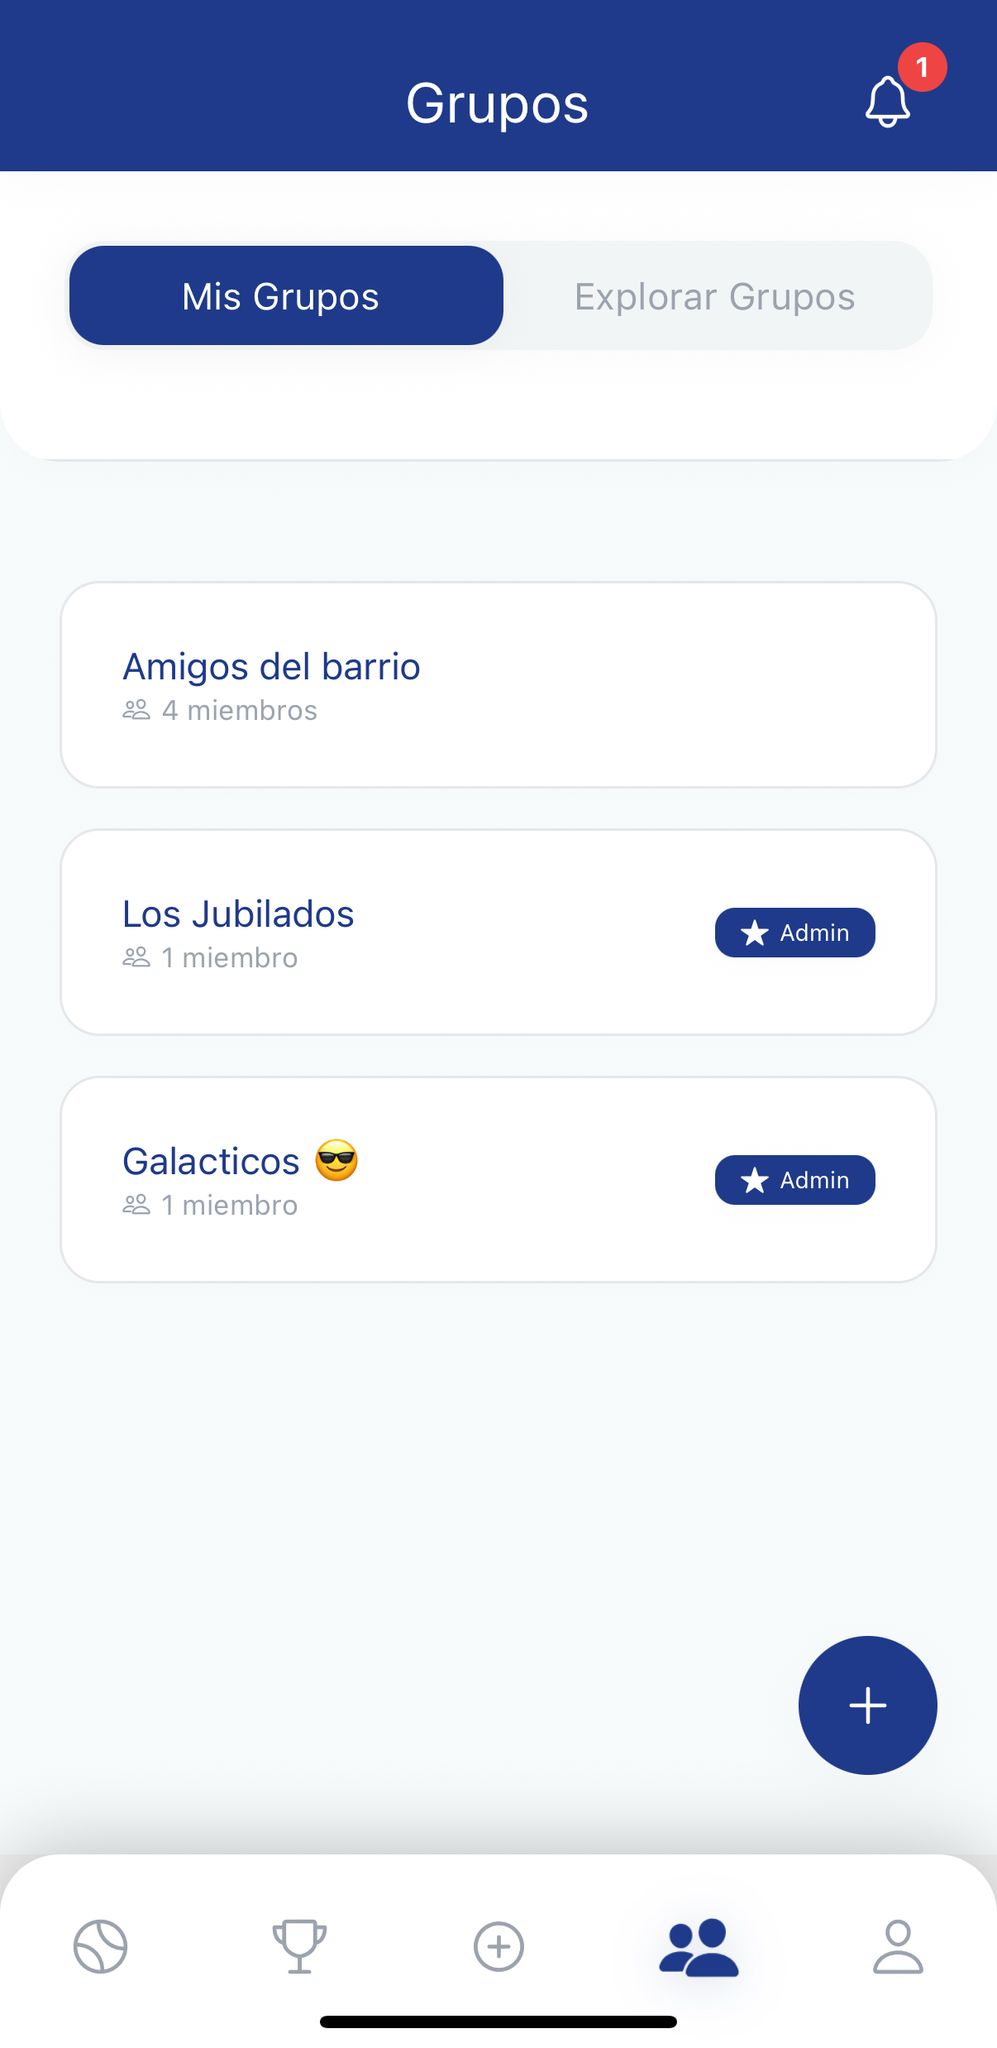 Grupos
1
Mis Grupos
Explorar Grupos
Amigos del barrio
4 miembros
Los Jubilados
1 miembro
Admin
Galacticos 😎
1 miembro
Admin